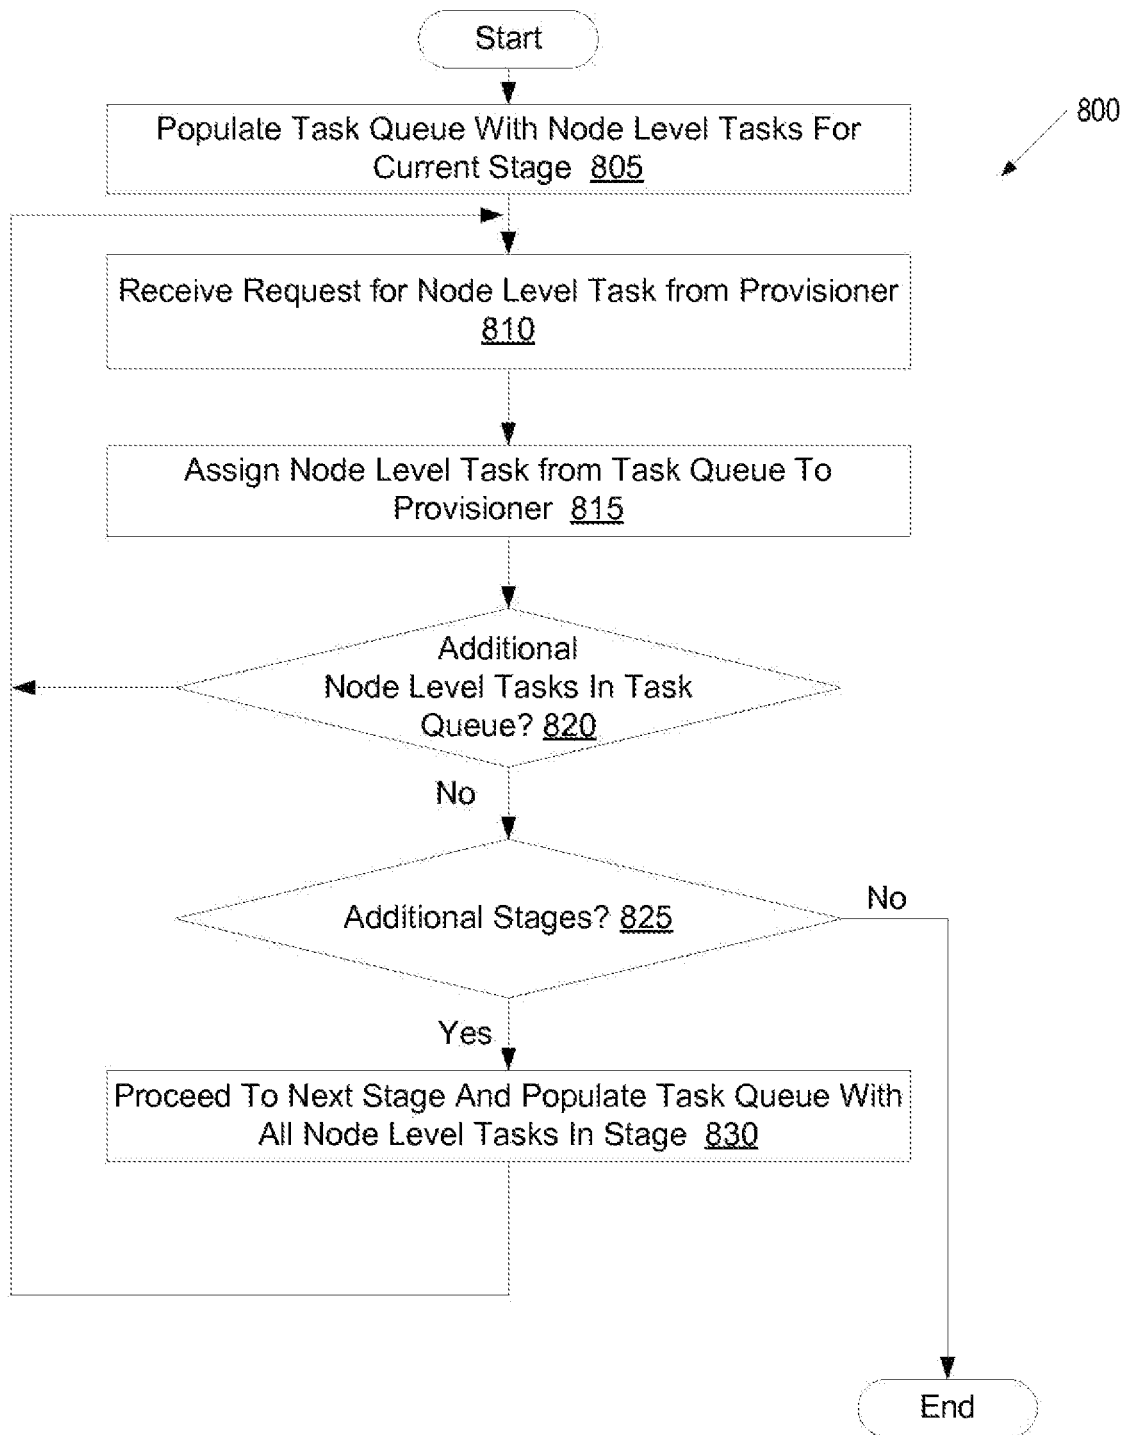 Start
800
Populate Task Queue With Node Level Tasks For
Current Stage 805
Receive Request for Node Level Task from Provisioner
810
Assign Node Level Task from Task Queue To
Provisioner 815
Additional
Node Level Tasks In Task
Queue? 820
No
Additional Stages? 825
No
Yes
Proceed To Next Stage And Populate Task Queue With
All Node Level Tasks In Stage 830
End